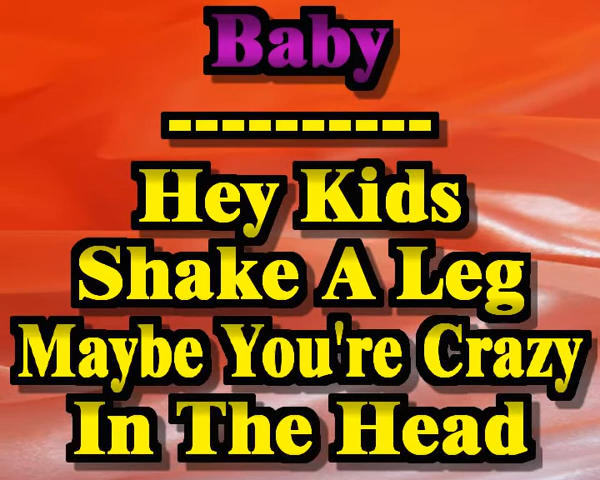 Baby
----------
Hey Kids
Shake A Leg
Maybe You're Crazy
In The Head